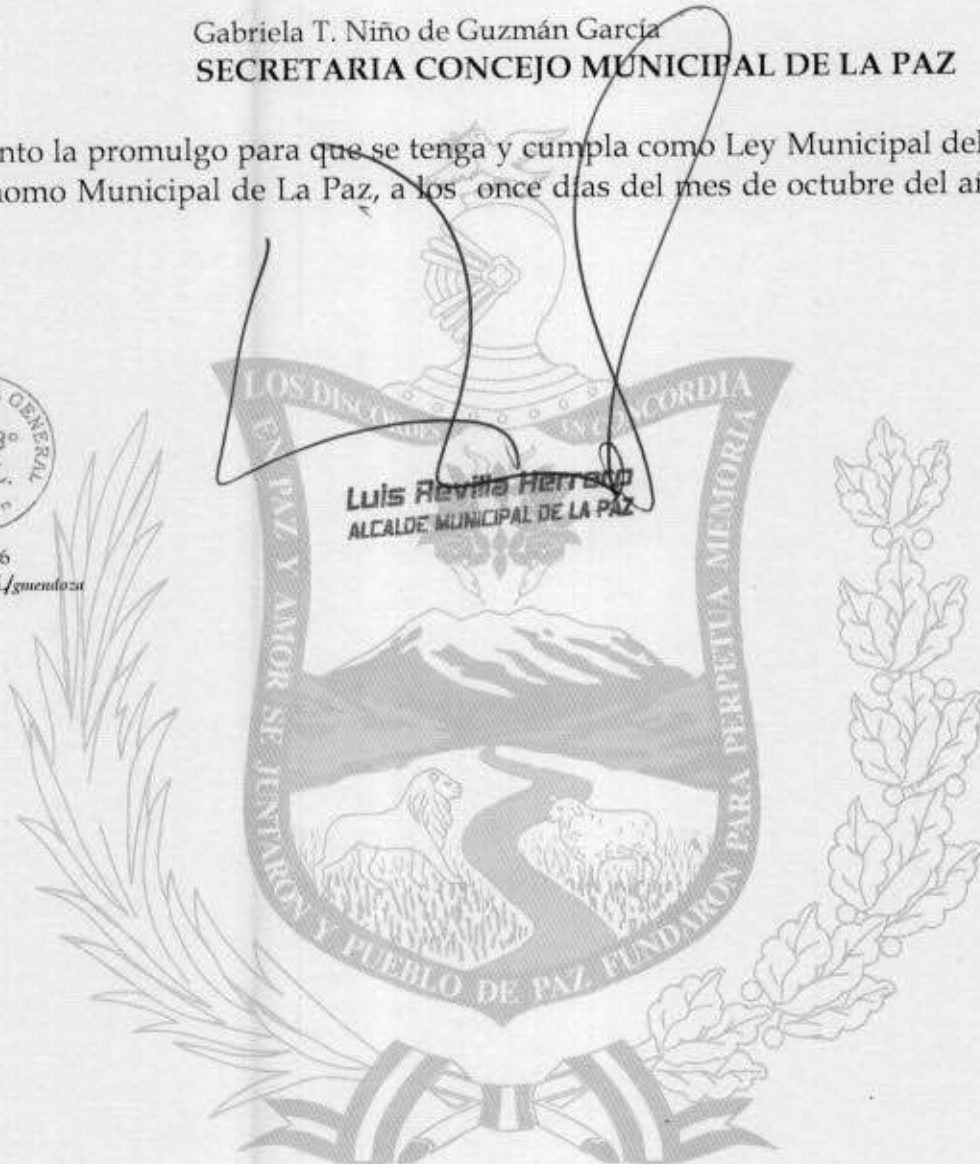 Gabriela T. Niño de Guzmán García
SECRETARIA CONCEJO MUNICIPAL DE LA PAZ
nto la promulgo para que se tenga y cumpla como Ley Municipal del
nomo Municipal de La Paz, a los once días del mes de octubre del
GENERAL
6
/gmendoza
Luis Revilla Herrero
ALCALDE MUNICIPAL DE LA PAZ
LOS DISCORDES EN CONCORDIA
EN PAZ Y AMOR SE JUNTARON Y PUEBLO DE PAZ FUNDARON PARA PERPETUA MEMORIA